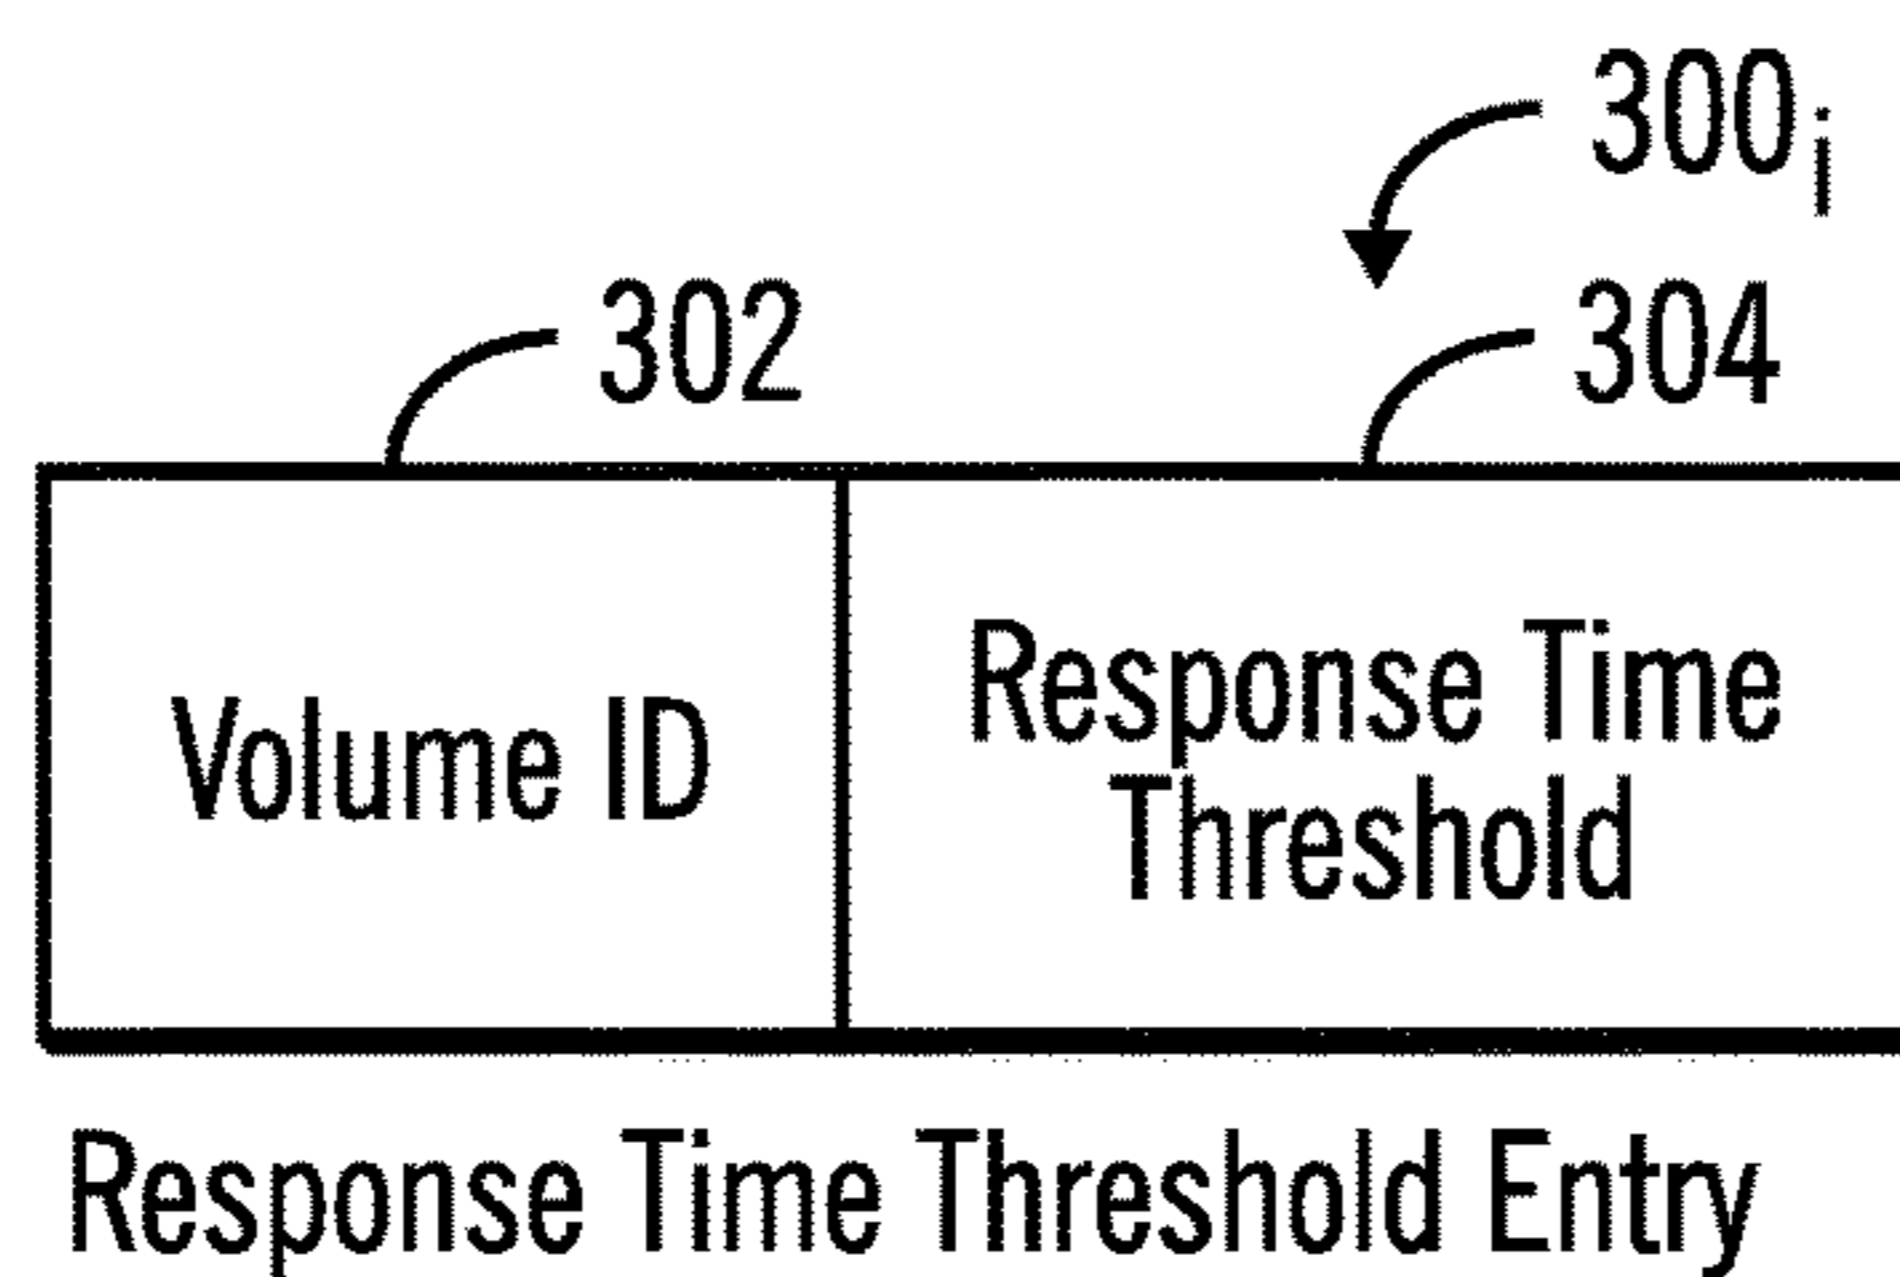 300i
302
304
Volume ID
Response Time
Threshold
Response Time Threshold Entry